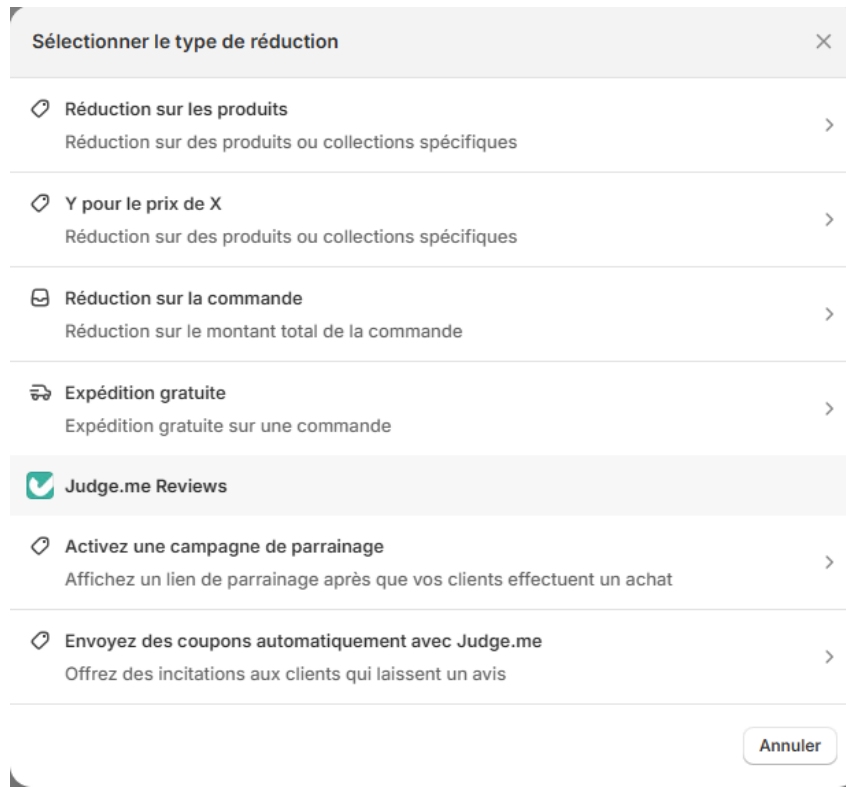 Sélectionner le type de réduction
Réduction sur les produits
Réduction sur des produits ou collections spécifiques
Y pour le prix de X
Réduction sur des produits ou collections spécifiques
Réduction sur la commande
Réduction sur le montant total de la commande
Expédition gratuite
Expédition gratuite sur une commande
Judge.me Reviews
Activez une campagne de parrainage
Affichez un lien de parrainage après que vos clients effectuent un achat
Envoyez des coupons automatiquement avec Judge.me
Offrez des incitations aux clients qui laissent un avis
Annuler